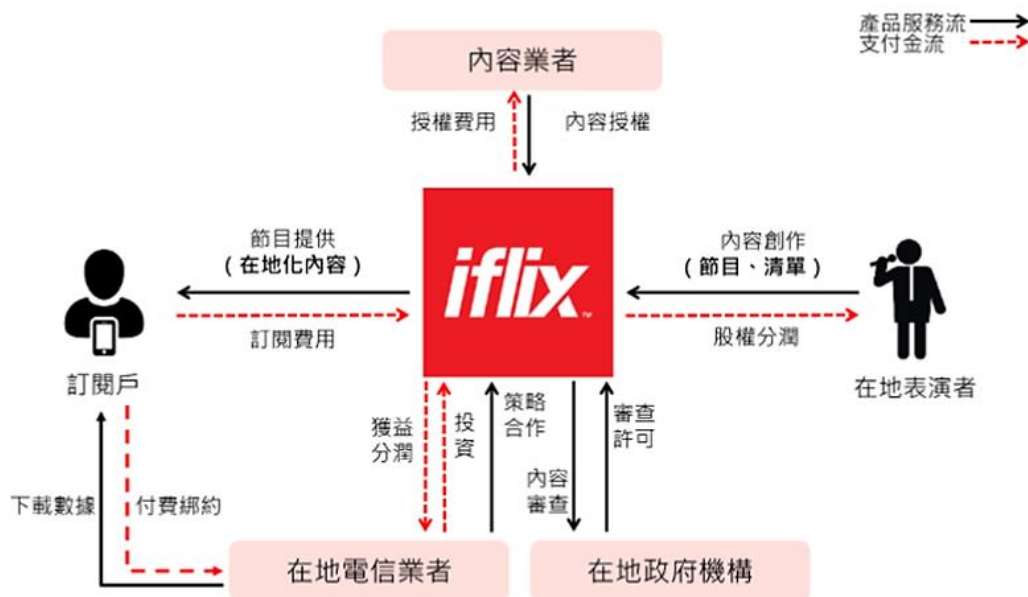 產品服務流
支付金流
內容業者
授權費用
內容授權
iflix
TM
節目提供
（在地化內容）
訂閱費用
內容創作
（節目、清單）
股權分潤
訂閱戶
在地表演者
獲益
分潤
投
資
策略
合作
內容
審查
審查
許可
下載數據
付費綁約
在地電信業者
在地政府機構